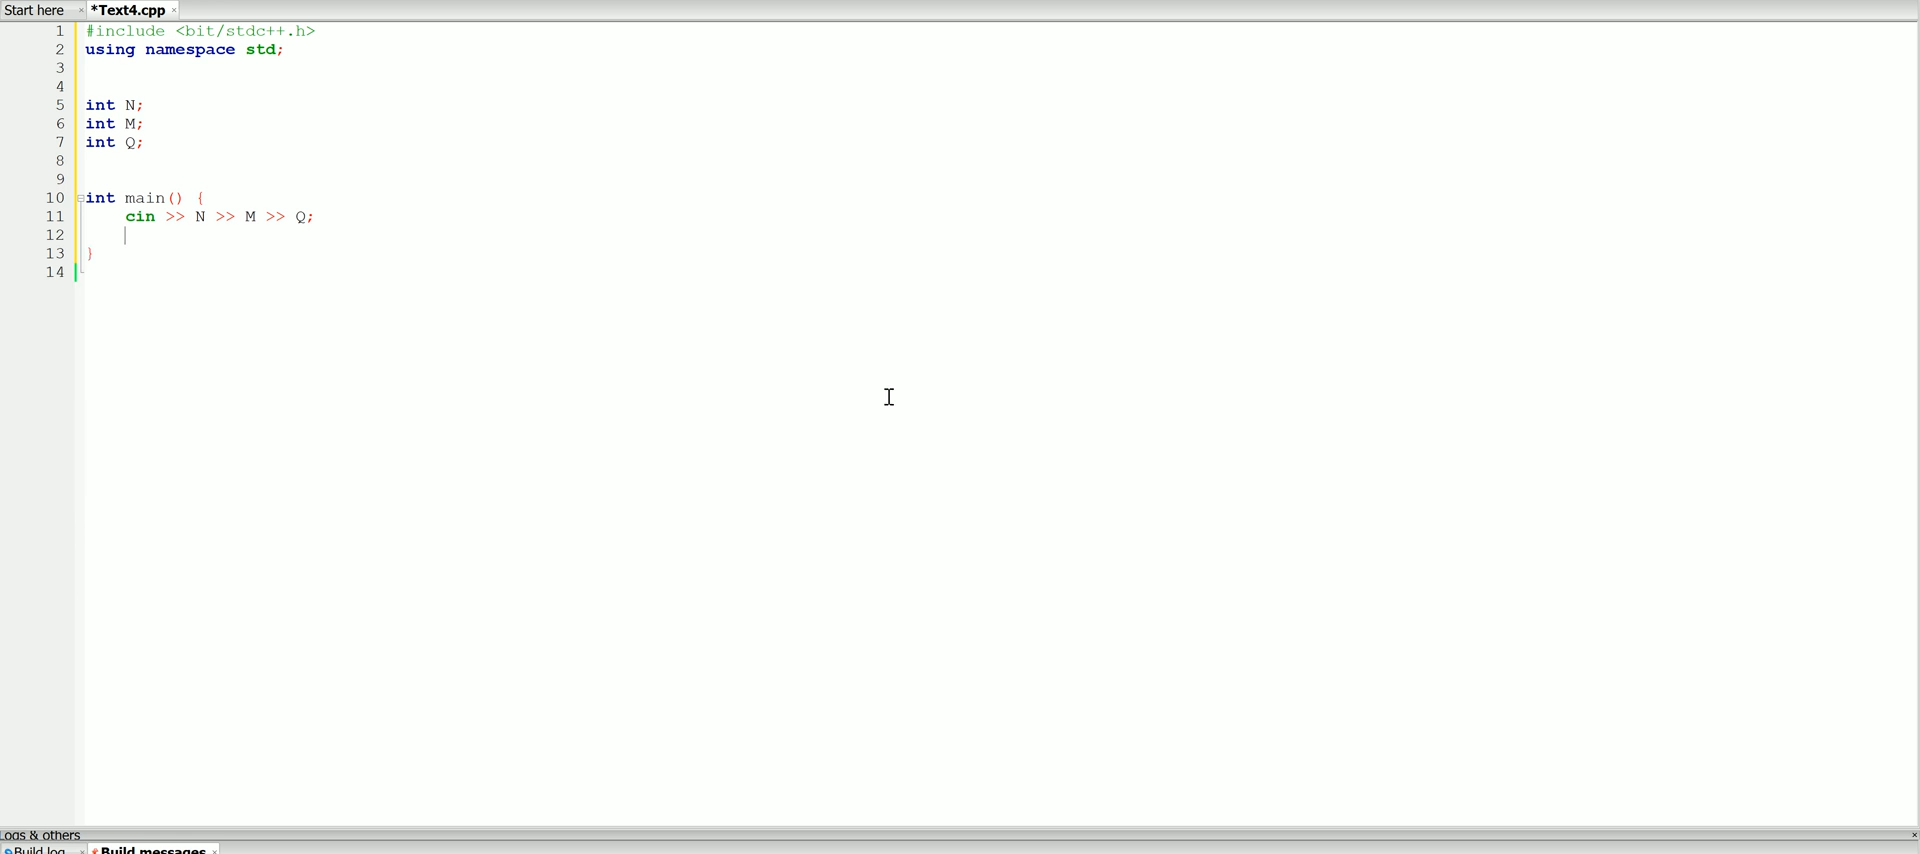 Start here × *Text4.cpp ×
1 #include <bit/stdc++.h>
2 using namespace std;
3
4
5 int N;
6 int M;
7 int Q;
8
9
10 int main() {
11 cin >> N >> M >> Q;
12
13 }
14
Logs & others ×
Build log × Build messages ×